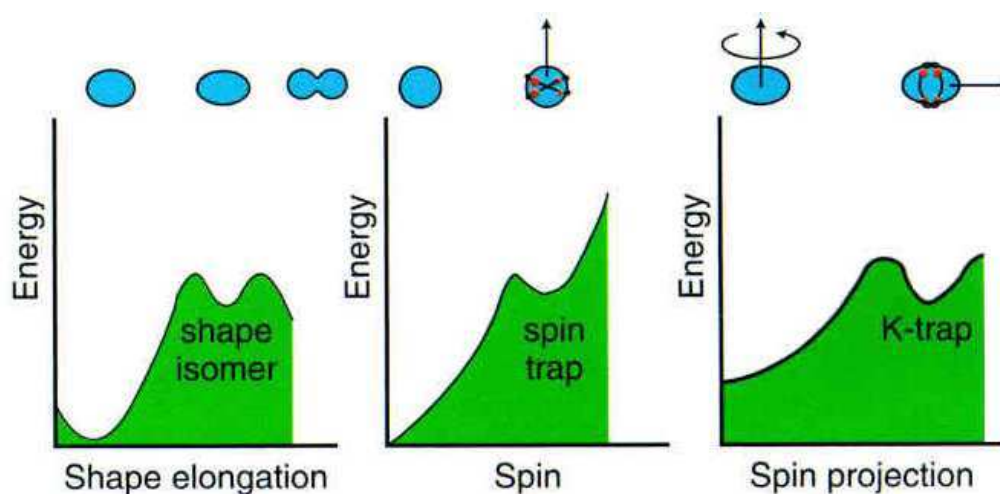 Energy
shape
isomer
Shape elongation
Energy
spin
trap
Spin
Energy
K-trap
Spin projection